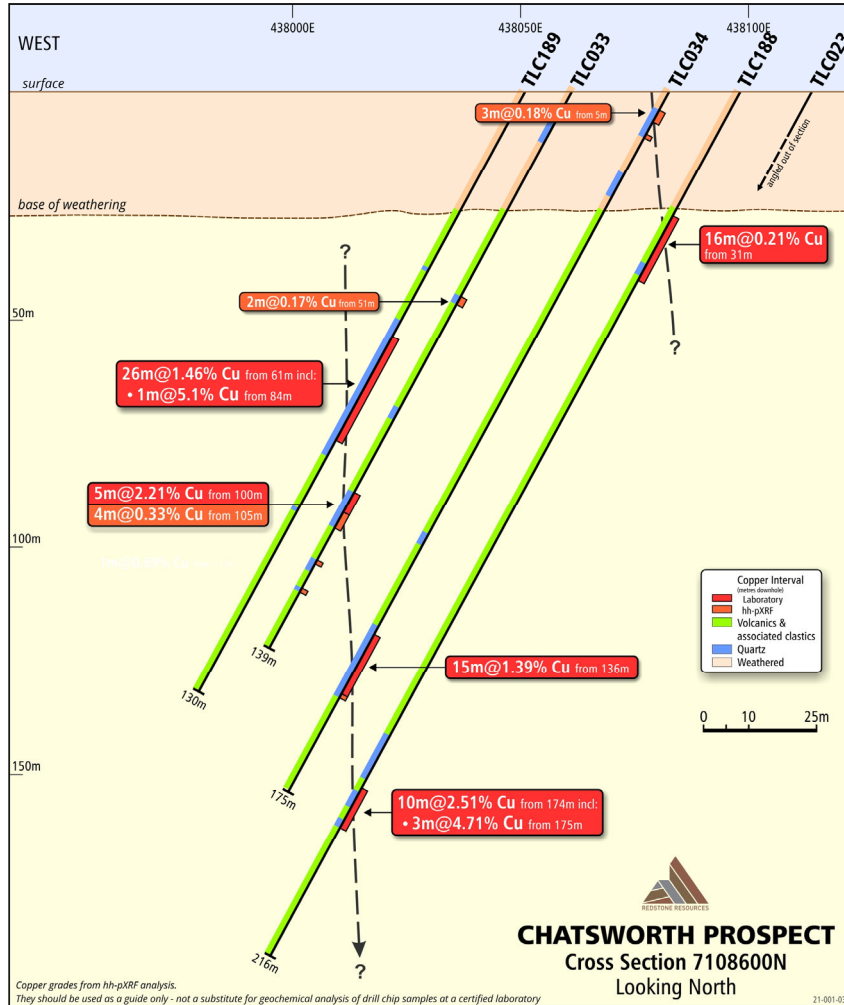 438000E
438050E
438100E
WEST
TLC189
TLC033
TLC034
TLC188
TLC023
surface
3m@0.18% Cu from 5m
angled out of section
base of weathering
16m@0.21% Cu
from 31m
?
2m@0.17% Cu from 51m
50m
?
26m@1.46% Cu from 61m incl:
• 1m@5.1% Cu from 84m
5m@2.21% Cu from 100m
4m@0.33% Cu from 105m
100m
Copper Interval
(metres downhole)
Laboratory
hh-pXRF
Volcanics &
associated clastics
Quartz
Weathered
139m
15m@1.39% Cu from 136m
130m
0 10 25m
150m
175m
10m@2.51% Cu from 174m incl:
• 3m@4.71% Cu from 175m
REDSTONE RESOURCES
CHATSWORTH PROSPECT
Cross Section 7108600N
Looking North
216m
?
Copper grades from hh-pXRF analysis.
They should be used as a guide only - not a substitute for geochemical analysis of drill chip samples at a certified laboratory